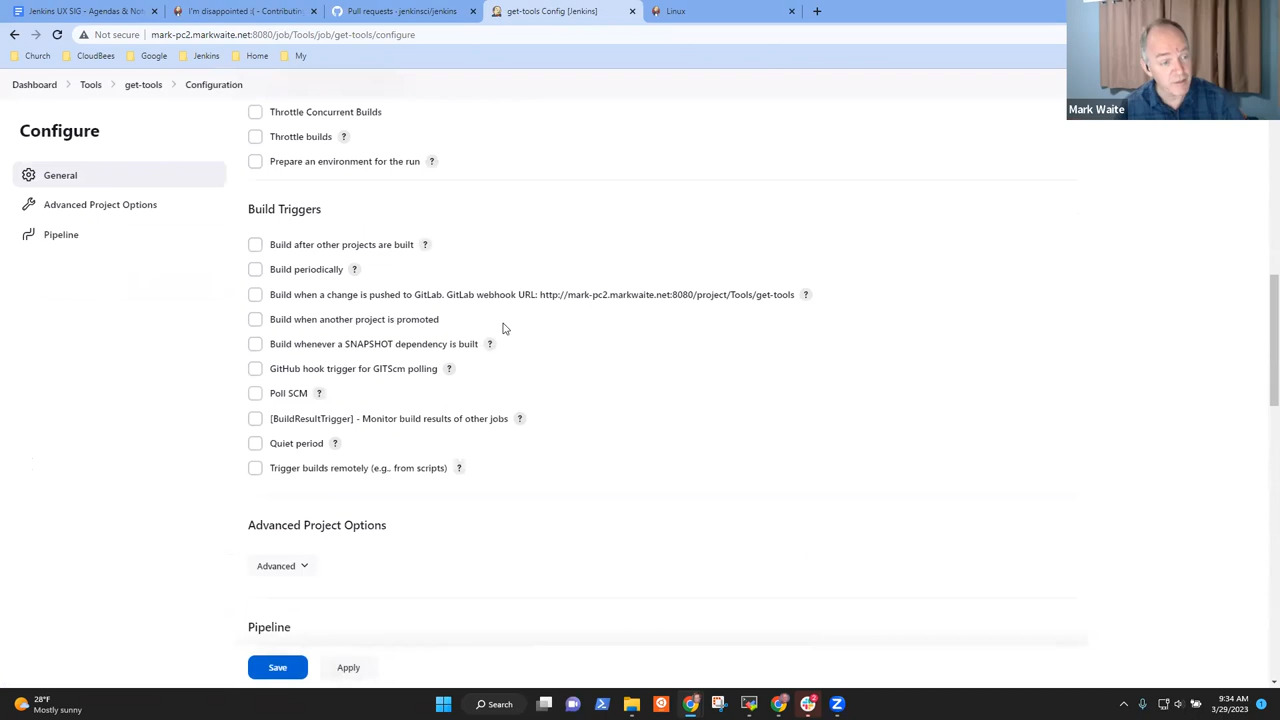 Jenkins UX SIG - Agendas & Not
I'm disappointed :( - Contributin
Pull requests · jenkinsci/jenkins
get-tools Config [Jenkins]
Linux
Not secure | mark-pc2.markwaite.net:8080/job/Tools/job/get-tools/configure
Church CloudBees Google Jenkins Home My
Mark Waite
Dashboard > Tools > get-tools > Configuration
Configure
General
Advanced Project Options
Pipeline
Throttle Concurrent Builds
Throttle builds ?
Prepare an environment for the run ?
Build Triggers
Build after other projects are built ?
Build periodically ?
Build when a change is pushed to GitLab. GitLab webhook URL: http://mark-pc2.markwaite.net:8080/project/Tools/get-tools ?
Build when another project is promoted
Build whenever a SNAPSHOT dependency is built ?
GitHub hook trigger for GITScm polling ?
Poll SCM ?
[BuildResultTrigger] - Monitor build results of other jobs ?
Quiet period ?
Trigger builds remotely (e.g., from scripts) ?
Advanced Project Options
Advanced
Pipeline
Save Apply
28°F
Mostly sunny
Search
2
9:34 AM
3/29/2023
1